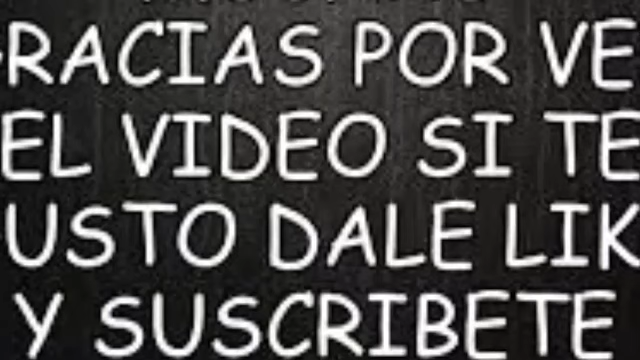 RACIAS POR VE
EL VIDEO SI TE
USTO DALE LIK
Y SUSCRIBETE